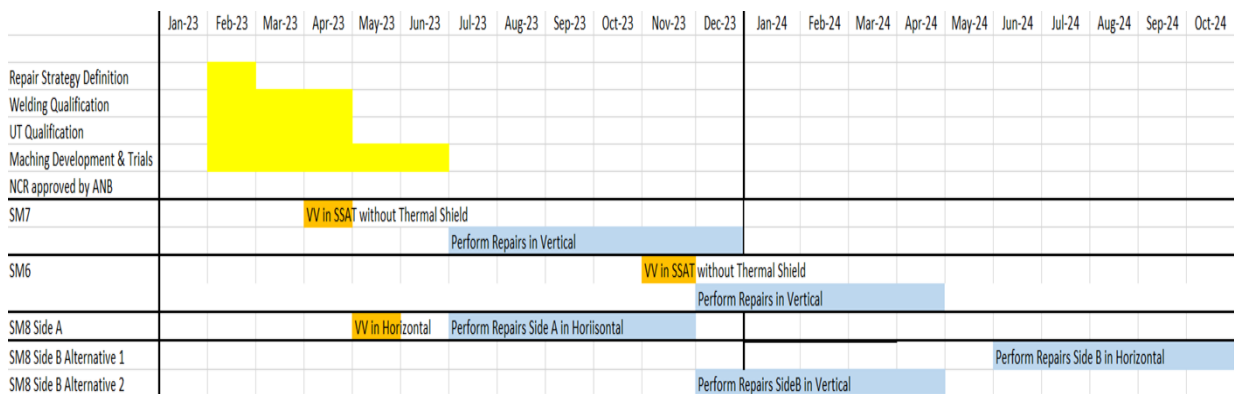 Jan-23 Feb-23 Mar-23 Apr-23 May-23 Jun-23 Jul-23 Aug-23 Sep-23 Oct-23 Nov-23 Dec-23 Jan-24 Feb-24 Mar-24 Apr-24 May-24 Jun-24 Jul-24 Aug-24 Sep-24 Oct-24
Repair Strategy Definition
Welding Qualification
UT Qualification
Maching Development & Trials
NCR approved by ANB
SM7 VV in SSAT without Thermal Shield
Perform Repairs in Vertical
SM6 VV in SSAT without Thermal Shield
Perform Repairs in Vertical
SM8 Side A VV in Horizontal Perform Repairs Side A in Horiisontal
SM8 Side B Alternative 1 Perform Repairs Side B in Horizontal
SM8 Side B Alternative 2 Perform Repairs SideB in Vertical